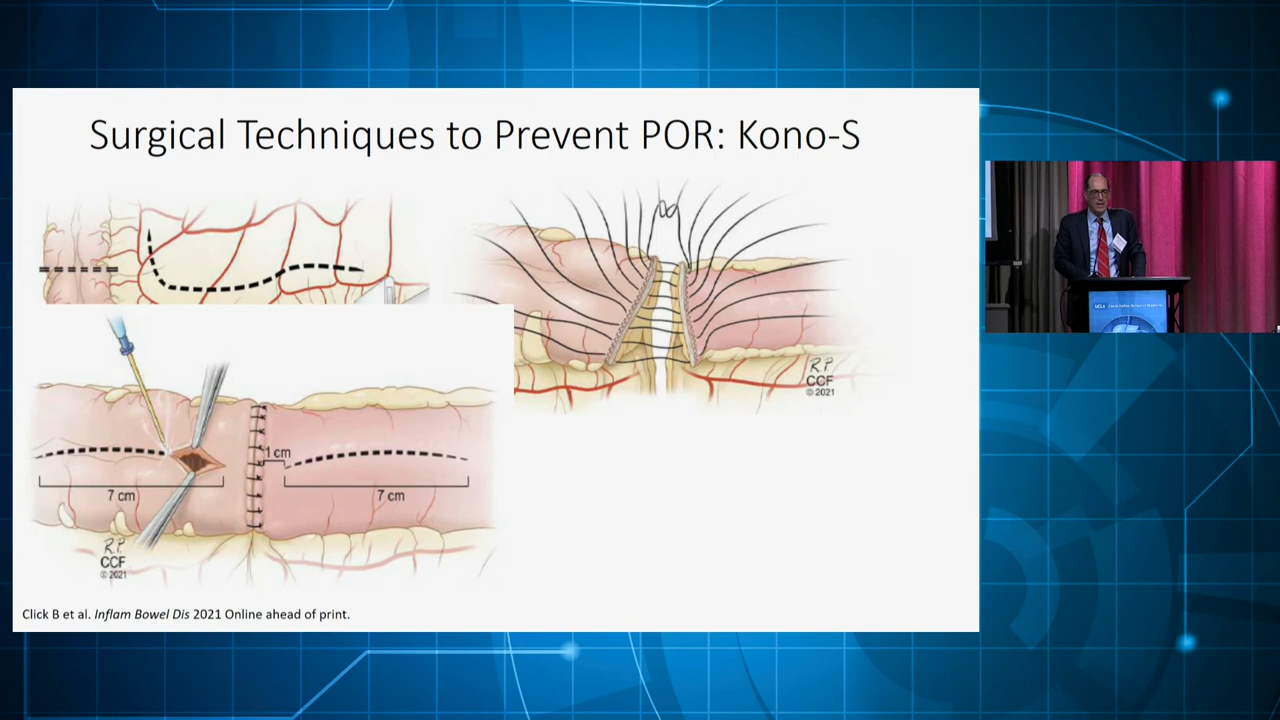 Surgical Techniques to Prevent POR: Kono-S
R.P.
CCF
© 2021
1 cm
7 cm
7 cm
R.P.
CCF
© 2021
Click B et al. Inflam Bowel Dis 2021 Online ahead of print.
UCLA